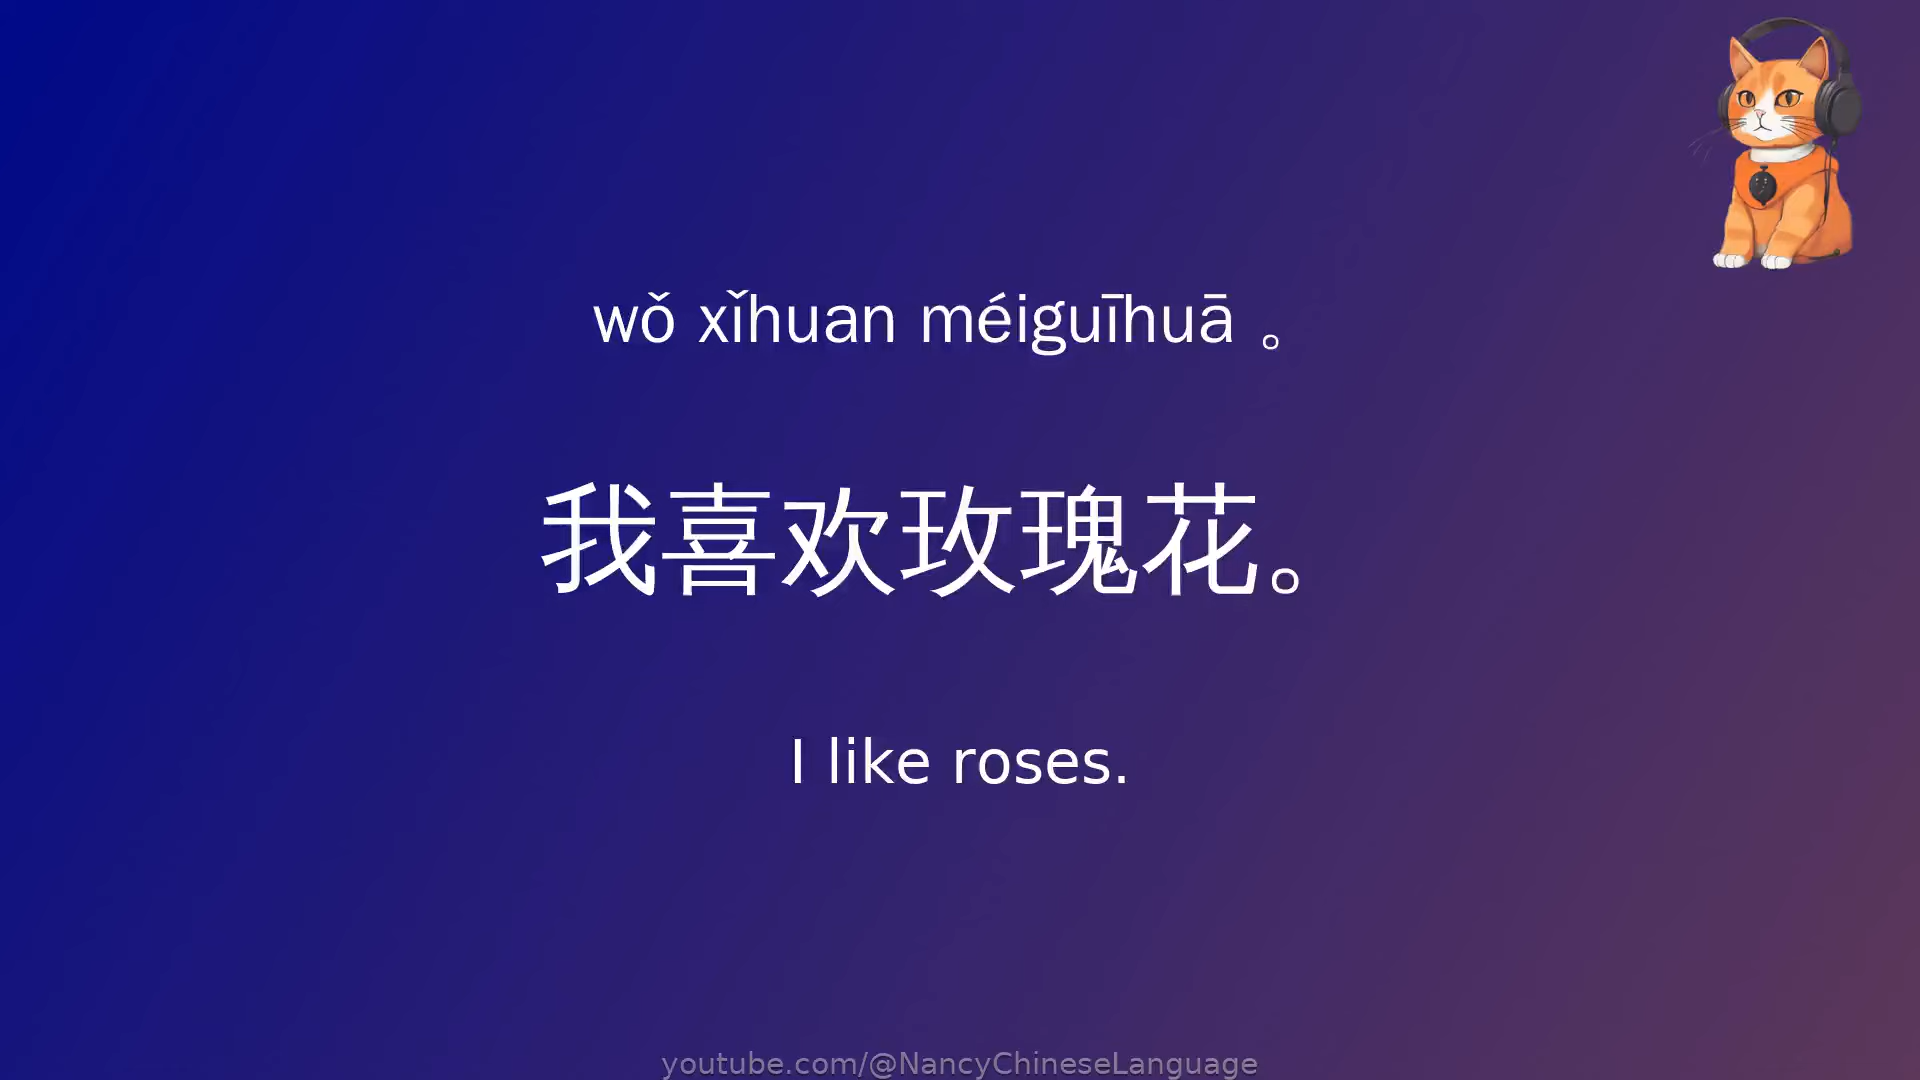 wǒ xǐhuan méiguīhuā 。
我喜欢玫瑰花。
I like roses.
youtube.com/@NancyChineseLanguage